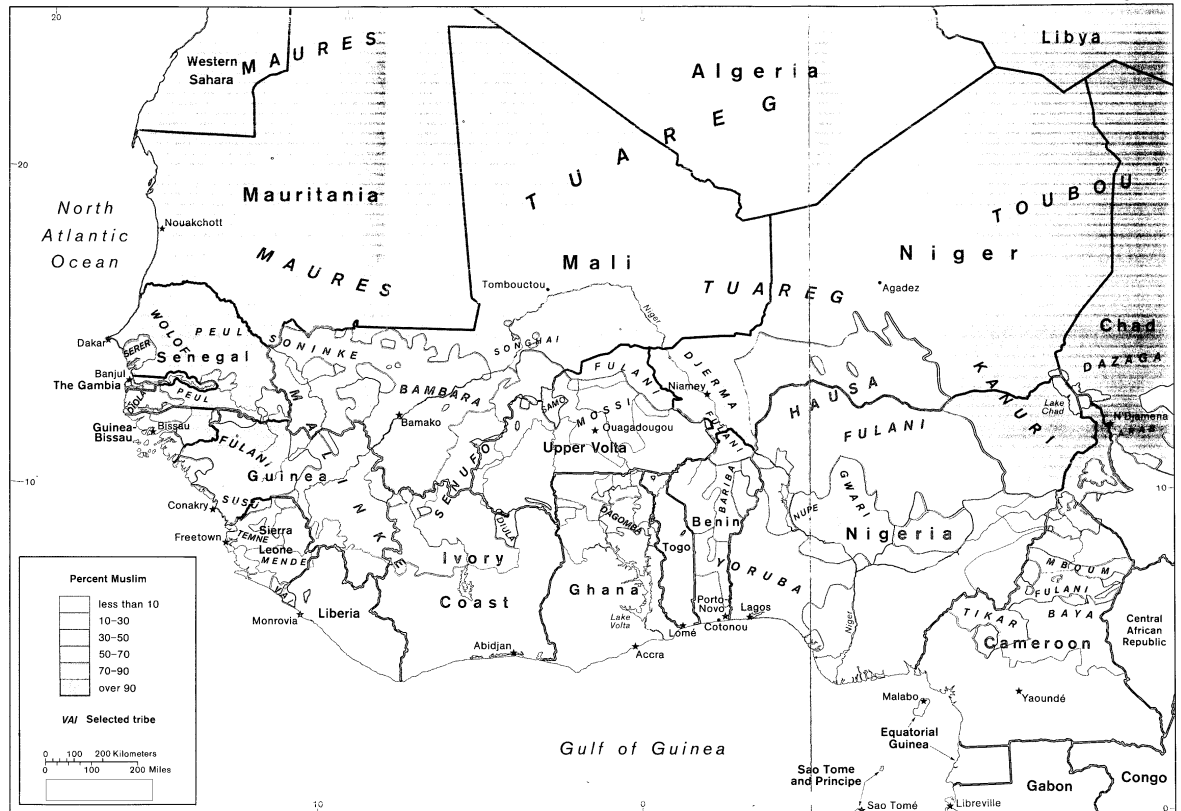 20
10
0
10
Libya
Western
Sahara
MAURES
Algeria
TUAREG
20
20
Mauritania
TOUBOU
North
Atlantic
Ocean
Nouakchott
Niger
MAURES
Mali
Tombouctou
TUAREG
Agadez
Niger
WOLOF
PEUL
SONINKE
SONGHAI
Chad
Dakar
SERER
Senegal
DAZAGA
DJERMA
Banjul
The Gambia
PEUL
FULANI
Niamey
HAUSA
KANURI
Lake
Chad
DIOLA
BAMBARA
SAMO
MOSSI
FULANI
N'Djamena
ARAB
Guinea-
Bissau
Bissau
Bamako
Ouagadougou
FULANI
FULANI
MALINKE
Upper Volta
Guinea
SENUFO
GWARI
10
10
SUSU
BARIBA
Conakry
DAGOMBA
NUPE
Freetown
TEMNE
Sierra
Leone
MENDE
DIULA
Benin
Nigeria
Ivory
Coast
Togo
MBOUM
YORUBA
Ghana
FULANI
VAI
Liberia
Porto-
Novo
Lagos
TIKAR
BAYA
Monrovia
Lake
Volta
Niger
Central
African
Republic
Lomé
Cotonou
Cameroon
Abidjan
Accra
Malabo
Yaoundé
Equatorial
Guinea
Gulf of Guinea
Sao Tome
and Principe
Gabon
Congo
Sao Tomé
Libreville
10
0
0
Percent Muslim
less than 10
10–30
30–50
50–70
70–90
over 90
VAI Selected tribe
0 100 200 Kilometers
0 100 200 Miles